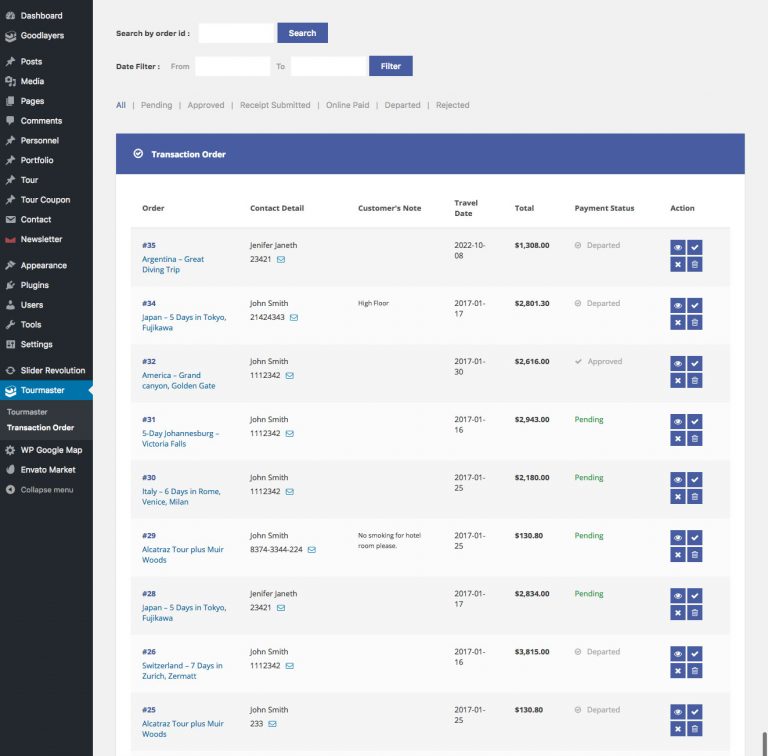 Dashboard
Goodlayers
Posts
Media
Pages
Comments
Personnel
Portfolio
Tour
Tour Coupon
Contact
Newsletter
Appearance
Plugins
Users
Tools
Settings
Slider Revolution
Tourmaster
Tourmaster
Transaction Order
WP Google Map
Envato Market
Collapse menu
Search by order id : Search
Date Filter : From To Filter
All | Pending | Approved | Receipt Submitted | Online Paid | Departed | Rejected
Transaction Order
Order Contact Detail Customer's Note Travel Date Total Payment Status Action
#35 Jenifer Janeth 2022-10- $1,308.00 Departed
Argentina – Great 23421 08
Diving Trip
#34 John Smith High Floor 2017-01- $2,801.30 Departed
Japan – 5 Days in Tokyo, 21424343 17
Fujikawa
#32 John Smith 2017-01- $2,616.00 Approved
America – Grand 1112342 30
canyon, Golden Gate
#31 John Smith 2017-01- $2,943.00 Pending
5-Day Johannesburg – 1112342 16
Victoria Falls
#30 John Smith 2017-01- $2,180.00 Pending
Italy – 6 Days in Rome, 1112342 25
Venice, Milan
#29 John Smith No smoking for hotel 2017-01- $130.80 Pending
Alcatraz Tour plus Muir 8374-3344-224 room please. 25
Woods
#28 Jenifer Janeth 2017-01- $2,834.00 Pending
Japan – 5 Days in Tokyo, 23421 17
Fujikawa
#26 John Smith 2017-01- $3,815.00 Departed
Switzerland – 7 Days in 1112342 16
Zurich, Zermatt
#25 John Smith 2017-01- $130.80 Departed
Alcatraz Tour plus Muir 233 25
Woods